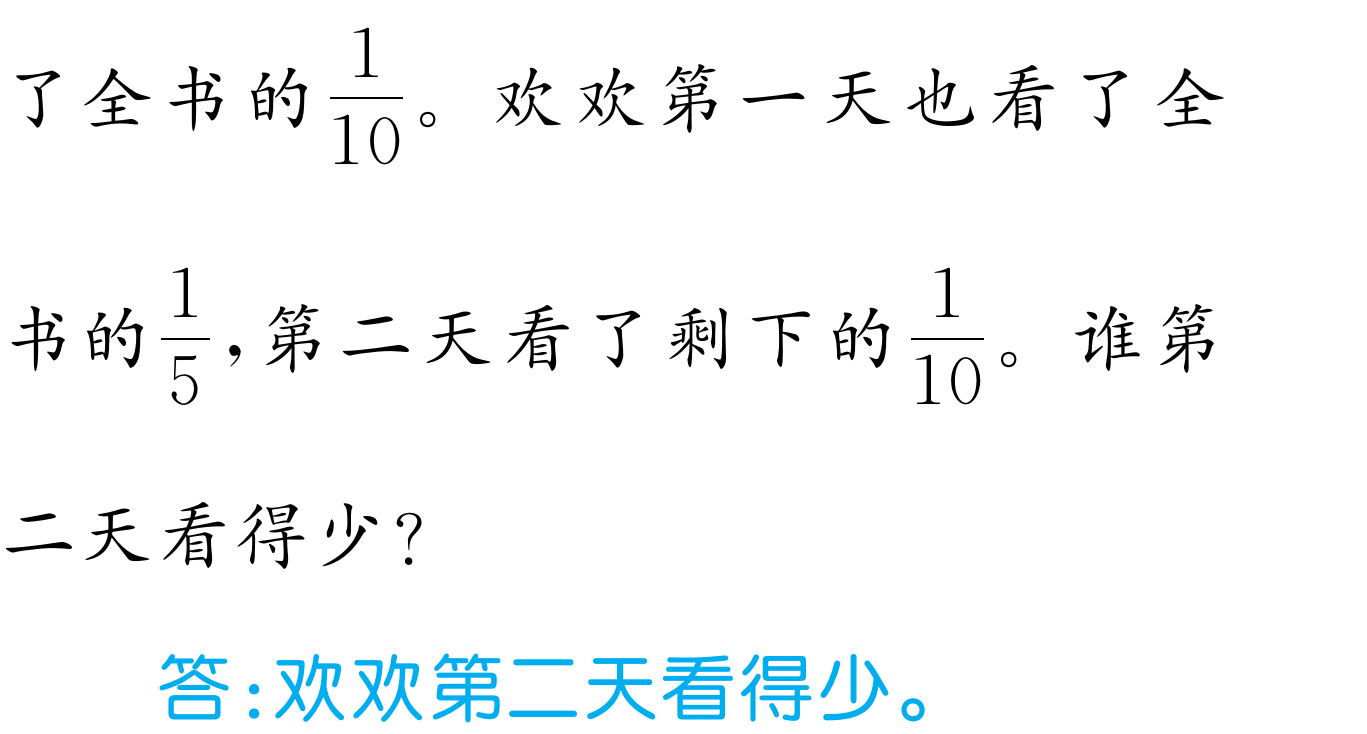 了全书的1/10。欢欢第一天也看了全
书的1/5,第二天看了剩下的1/10。谁第
二天看得少?
答:欢欢第二天看得少。